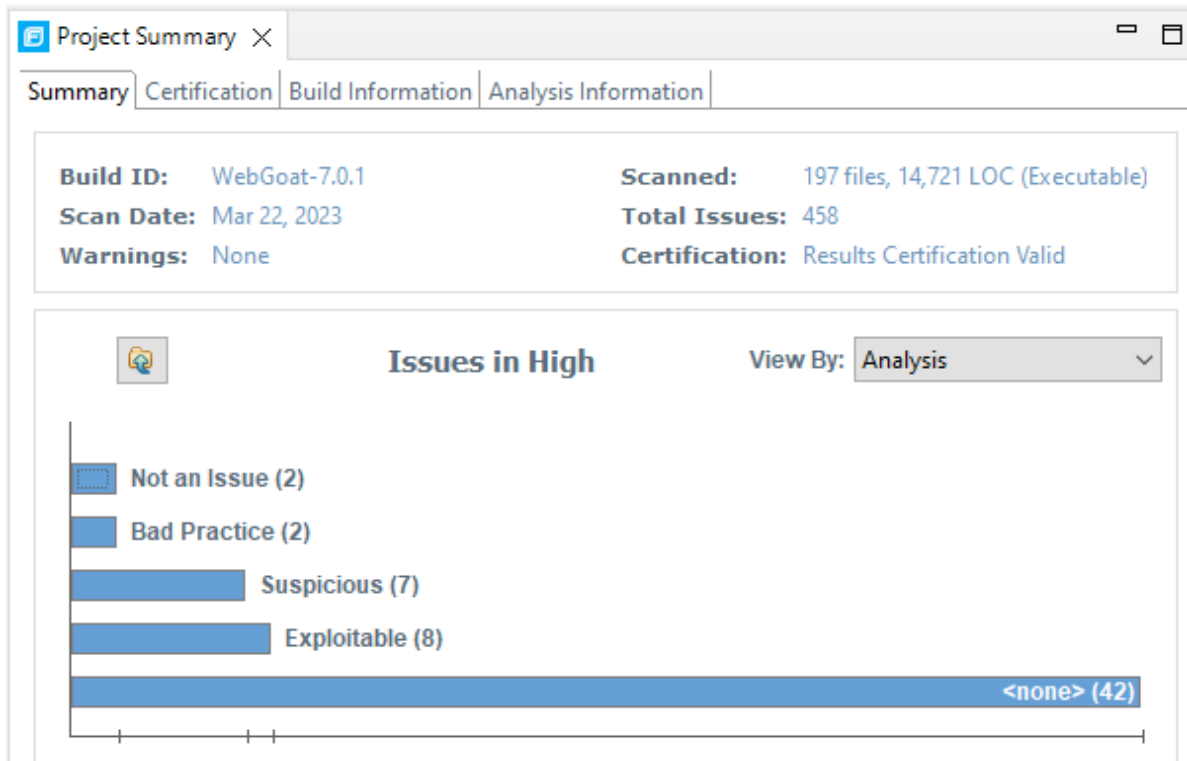 Project Summary
Summary Certification Build Information Analysis Information
Build ID: WebGoat-7.0.1 Scanned: 197 files, 14,721 LOC (Executable)
Scan Date: Mar 22, 2023 Total Issues: 458
Warnings: None Certification: Results Certification Valid
Issues in High View By: Analysis
Not an Issue (2)
Bad Practice (2)
Suspicious (7)
Exploitable (8)
<none> (42)